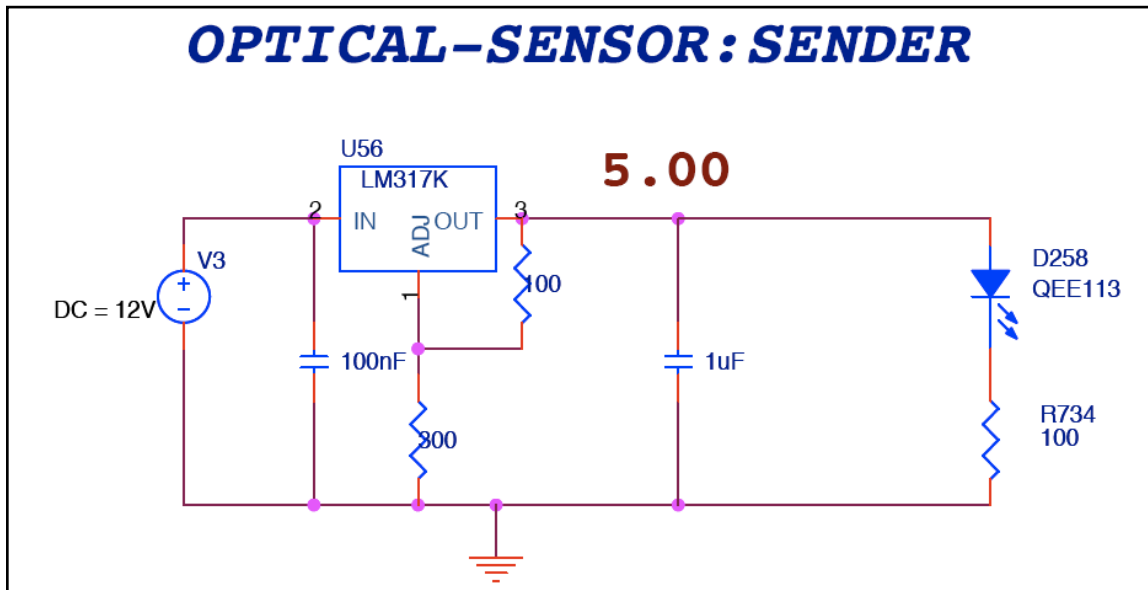 OPTICAL-SENSOR:SENDER
U56
LM317K
5.00
2
IN
ADJ
OUT
3
1
V3
+
−
DC = 12V
100
D258
QEE113
100nF
1uF
300
R734
100